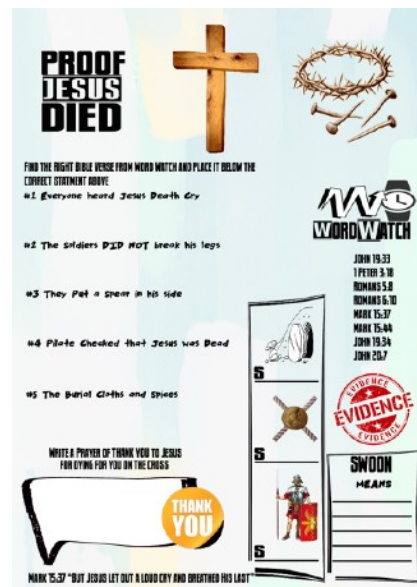 PROOF
JESUS
DIED
FIND THE RIGHT BIBLE VERSE FROM WORD WATCH AND PLACE IT BELOW THE
CORRECT STATMENT ABOVE
#1 Everyone heard Jesus Death Cry
#2 The Soldiers DID NOT break his legs
#3 They Put a Spear in his side
#4 Pilate Checked that Jesus was Dead
#5 The Burial Cloths and Spices
WORDWATCH
JOHN 19:33
1 PETER 3:18
ROMANS 5:8
ROMANS 6:10
MARK 15:37
MARK 15:44
JOHN 19:34
JOHN 20:7
S
S
S
EVIDENCE
EVIDENCE
EVIDENCE
SWOON
MEANS
WRITE A PRAYER OF THANK YOU TO JESUS
FOR DYING FOR YOU ON THE CROSS
THANK
YOU
MARK 15:37 "BUT JESUS LET OUT A LOUD CRY AND BREATHED HIS LAST"